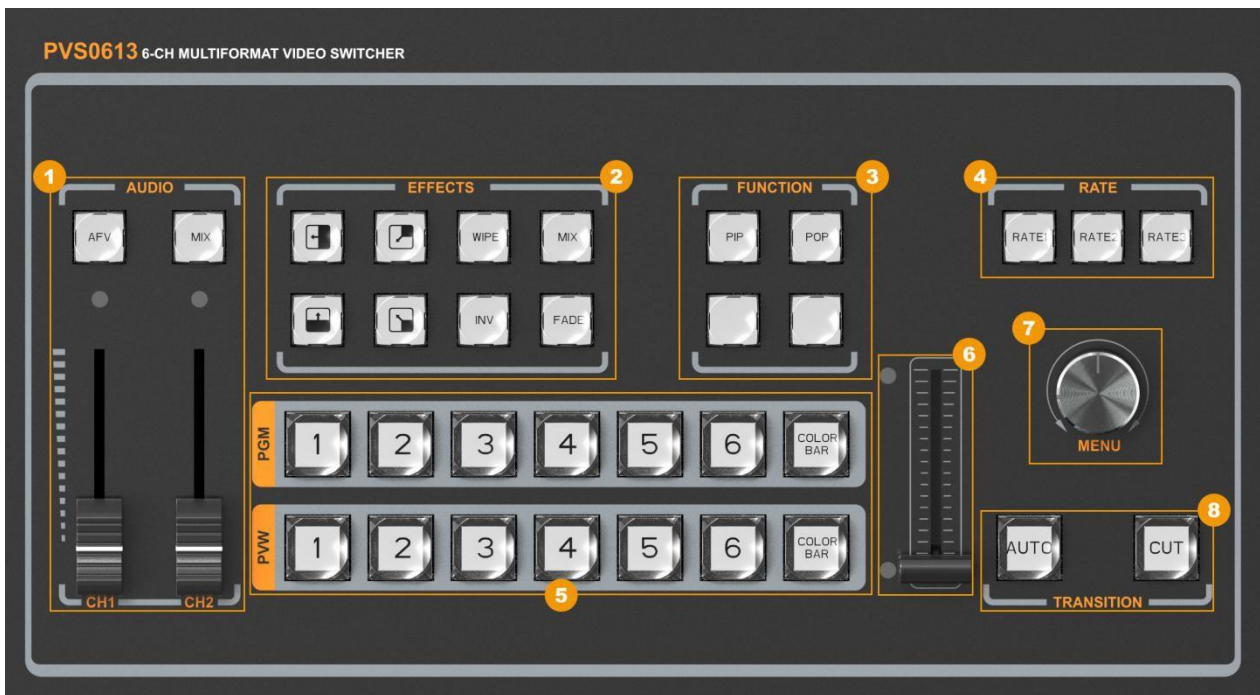 PVS0613 6-CH MULTIFORMAT VIDEO SWITCHER
1
AUDIO
AFV
MIX
CH1
CH2
2
EFFECTS
WIPE
MIX
INV
FADE
3
FUNCTION
PIP
POP
4
RATE
RATE1
RATE2
RATE3
PGM
1 2 3 4 5 6 COLOR BAR
PVW
1 2 3 4 5 6 COLOR BAR
5
6
7
MENU
8
AUTO
CUT
TRANSITION